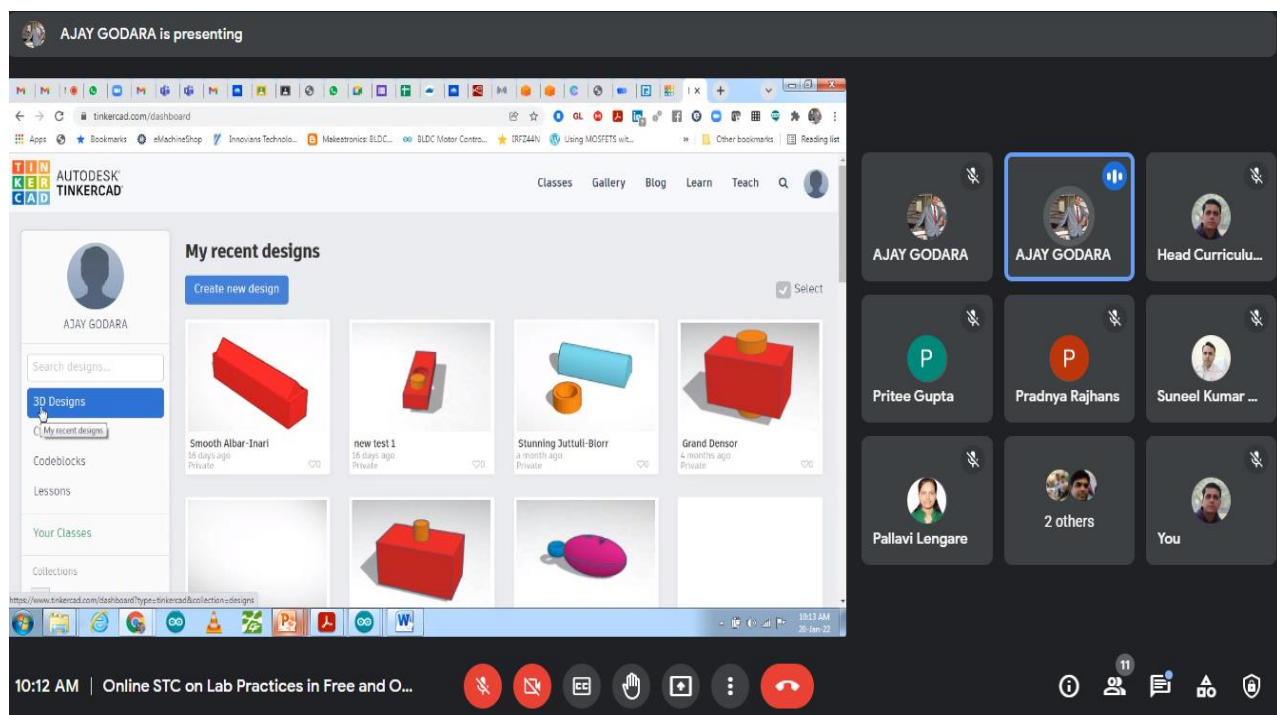 AJAY GODARA is presenting
tinkercad.com/dashboard
Apps
Bookmarks
eMachineShop
Innovians Technolo...
Makestronics: BLDC...
BLDC Motor Contro...
IRFZ44N
Using MOSFETS wit...
»
Other bookmarks
Reading list
TIN
KER
CAD
AUTODESK
TINKERCAD
Classes Gallery Blog Learn Teach
AJAY GODARA
Search designs...
3D Designs
My recent designs
Codeblocks
Lessons
Your Classes
Collections
My recent designs
Create new design
Select
Smooth Albar-Inari
16 days ago
Private
0
new test 1
16 days ago
Private
0
Stunning Juttuli-Blorr
a month ago
Private
0
Grand Densor
4 months ago
Private
0
https://www.tinkercad.com/dashboard?type=tinkercad&collection=designs
10:13 AM
20-Jan-22
AJAY GODARA
AJAY GODARA
Head Curriculu...
P
Pritee Gupta
P
Pradnya Rajhans
Suneel Kumar ...
Pallavi Lengare
2 others
You
10:12 AM | Online STC on Lab Practices in Free and O...
11